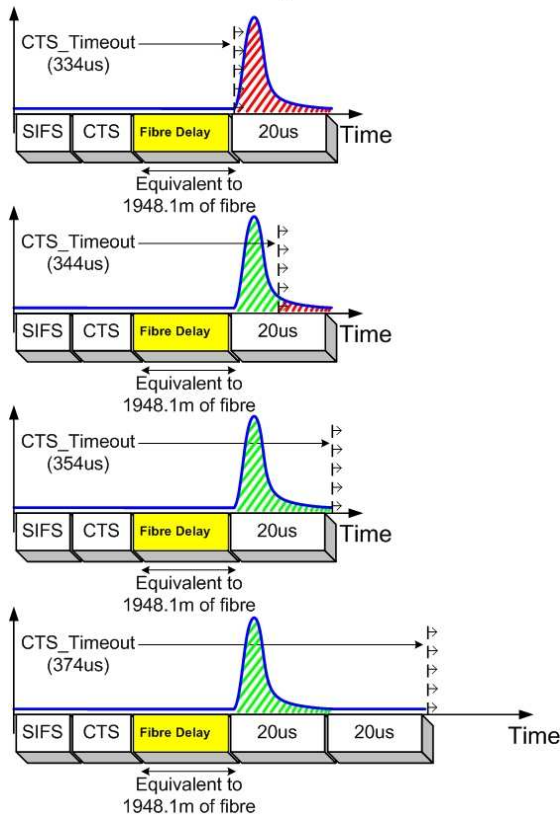 CTS_Timeout
(334us)
SIFS CTS Fibre Delay 20us Time
Equivalent to
1948.1m of fibre
CTS_Timeout
(344us)
SIFS CTS Fibre Delay 20us Time
Equivalent to
1948.1m of fibre
CTS_Timeout
(354us)
SIFS CTS Fibre Delay 20us Time
Equivalent to
1948.1m of fibre
CTS_Timeout
(374us)
SIFS CTS Fibre Delay 20us 20us Time
Equivalent to
1948.1m of fibre